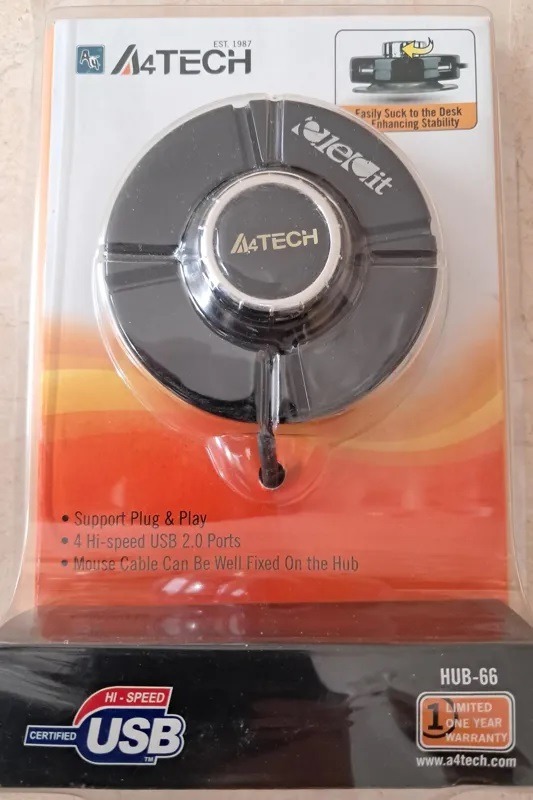 EST. 1987
A4 A4TECH
Easily Suck to the Desk
Enhancing Stability
A4TECH
• Support Plug & Play
• 4 Hi-speed USB 2.0 Ports
• Mouse Cable Can Be Well Fixed On the Hub
HUB-66
HI-SPEED
CERTIFIED USB™
1 LIMITED
ONE YEAR
WARRANTY
www.a4tech.com